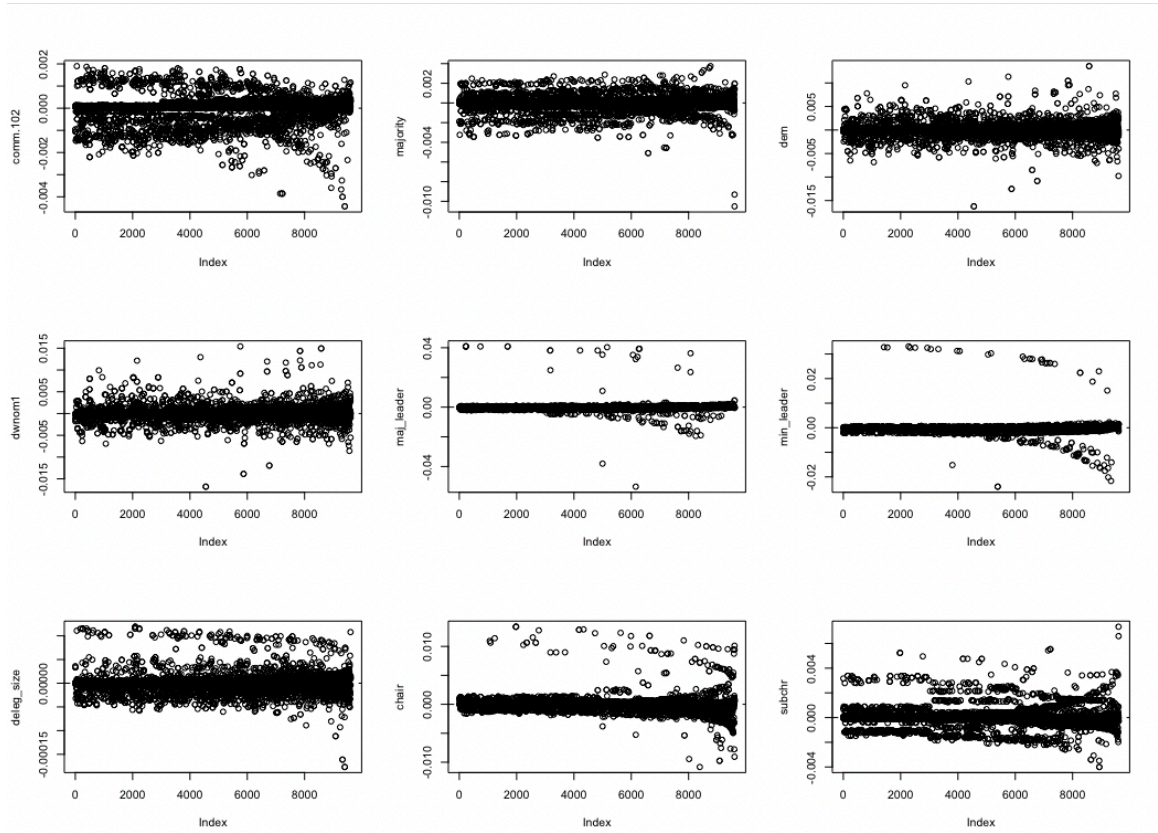 comm.102
0.002
0.000
-0.002
-0.004
0 2000 4000 6000 8000
Index
majority
0.002
-0.004
-0.010
0 2000 4000 6000 8000
Index
dem
0.005
-0.005
-0.015
0 2000 4000 6000 8000
Index
dwnom1
0.015
0.005
-0.005
-0.015
0 2000 4000 6000 8000
Index
maj_leader
0.04
0.00
-0.04
0 2000 4000 6000 8000
Index
min_leader
0.02
0.00
-0.02
0 2000 4000 6000 8000
Index
deleg_size
0.00000
-0.00015
0 2000 4000 6000 8000
Index
chair
0.010
0.000
-0.010
0 2000 4000 6000 8000
Index
subchr
0.004
0.000
-0.004
0 2000 4000 6000 8000
Index